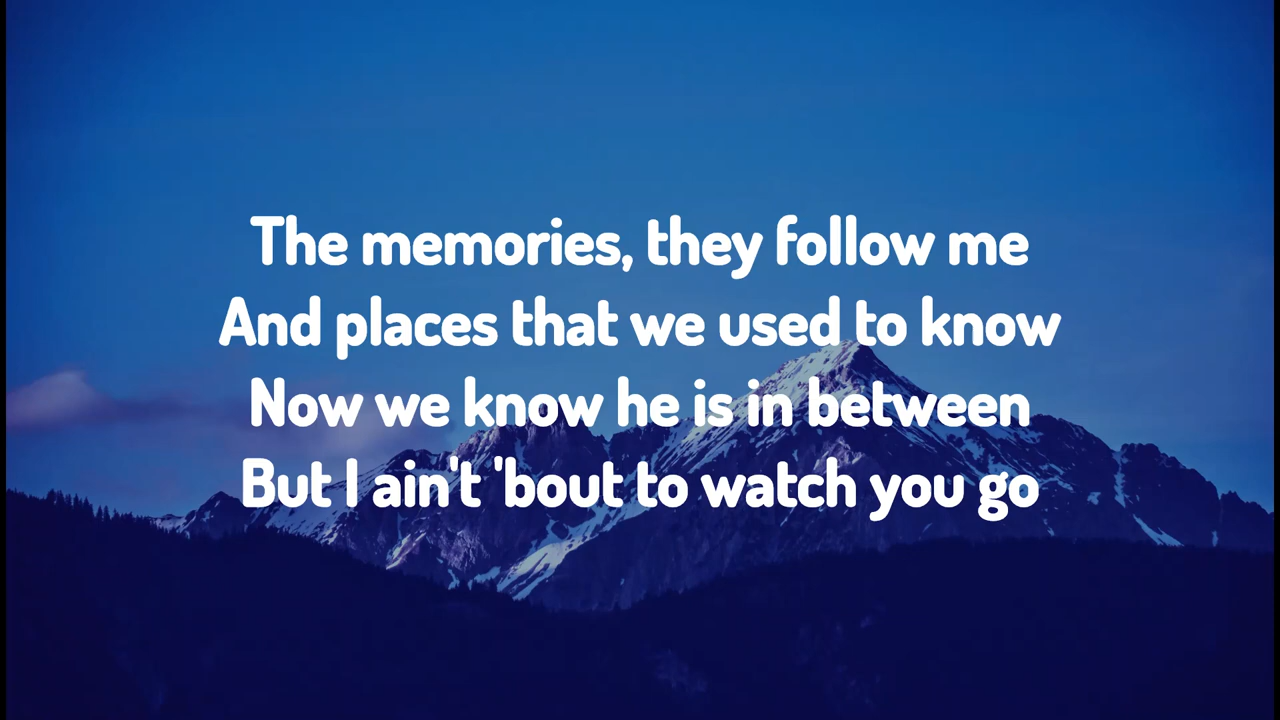 The memories, they follow me
And places that we used to know
Now we know he is in between
But I ain't 'bout to watch you go